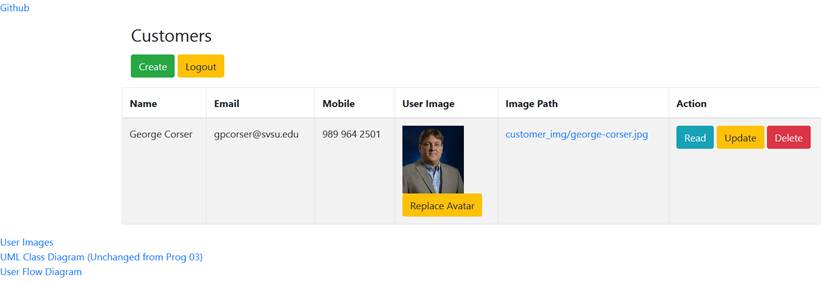 Github
Customers
Create Logout
Name Email Mobile User Image Image Path Action
George Corser gpcorser@svsu.edu 989 964 2501 customer_img/george-corser.jpg Read Update Delete
Replace Avatar
User Images
UML Class Diagram (Unchanged from Prog 03)
User Flow Diagram